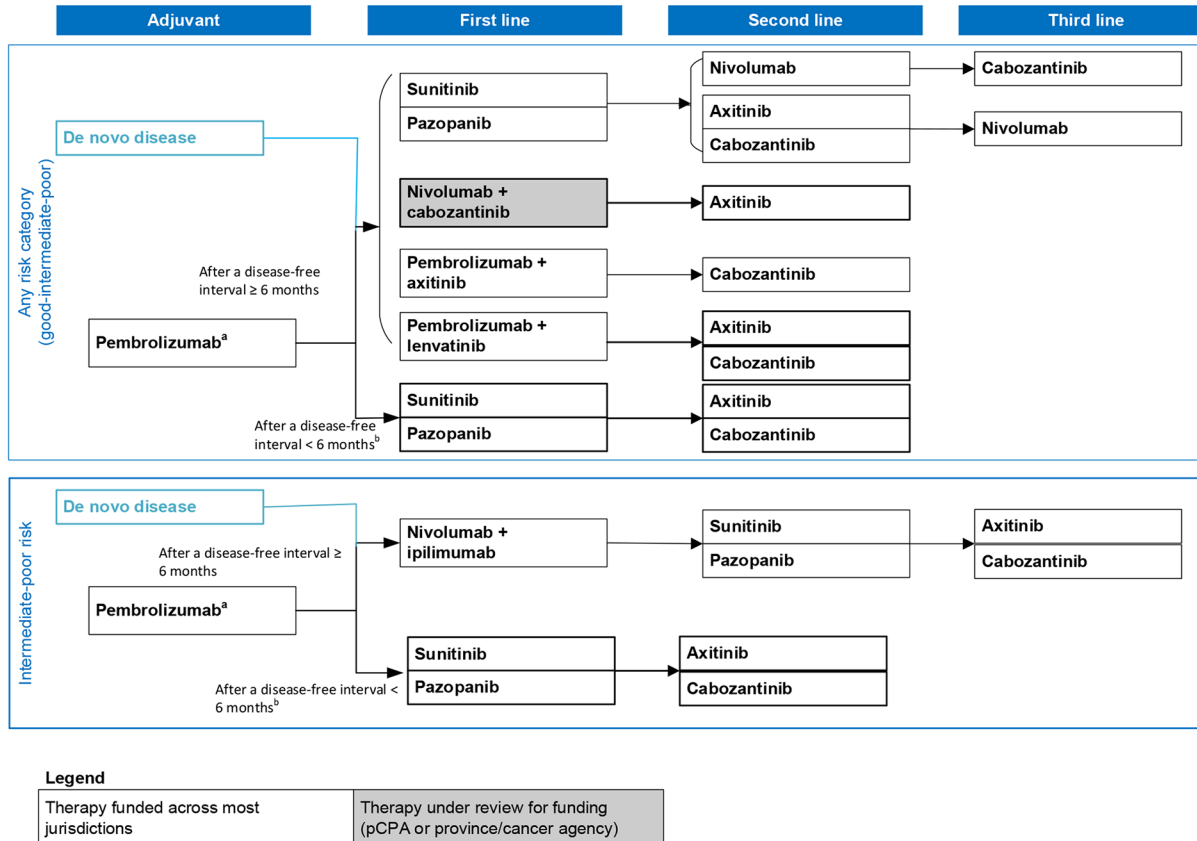 Adjuvant
First line
Second line
Third line
Any risk category
(good-intermediate-poor)
De novo disease
After a disease-free
interval ≥ 6 months
Pembrolizumabᵃ
After a disease-free
interval < 6 monthsᵇ
Sunitinib
Pazopanib
Nivolumab +
cabozantinib
Pembrolizumab +
axitinib
Pembrolizumab +
lenvatinib
Sunitinib
Pazopanib
Nivolumab
Axitinib
Cabozantinib
Axitinib
Cabozantinib
Axitinib
Cabozantinib
Axitinib
Cabozantinib
Cabozantinib
Nivolumab
Intermediate-poor risk
De novo disease
After a disease-free interval ≥
6 months
Pembrolizumabᵃ
After a disease-free interval <
6 monthsᵇ
Nivolumab +
ipilimumab
Sunitinib
Pazopanib
Sunitinib
Pazopanib
Axitinib
Cabozantinib
Axitinib
Cabozantinib
Legend
Therapy funded across most
jurisdictions
Therapy under review for funding
(pCPA or province/cancer agency)